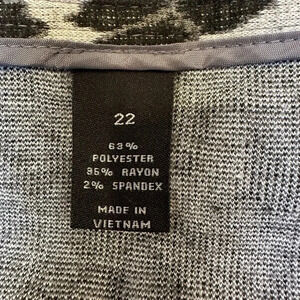 22
63%
POLYESTER
35% RAYON
2% SPANDEX
MADE IN
VIETNAM